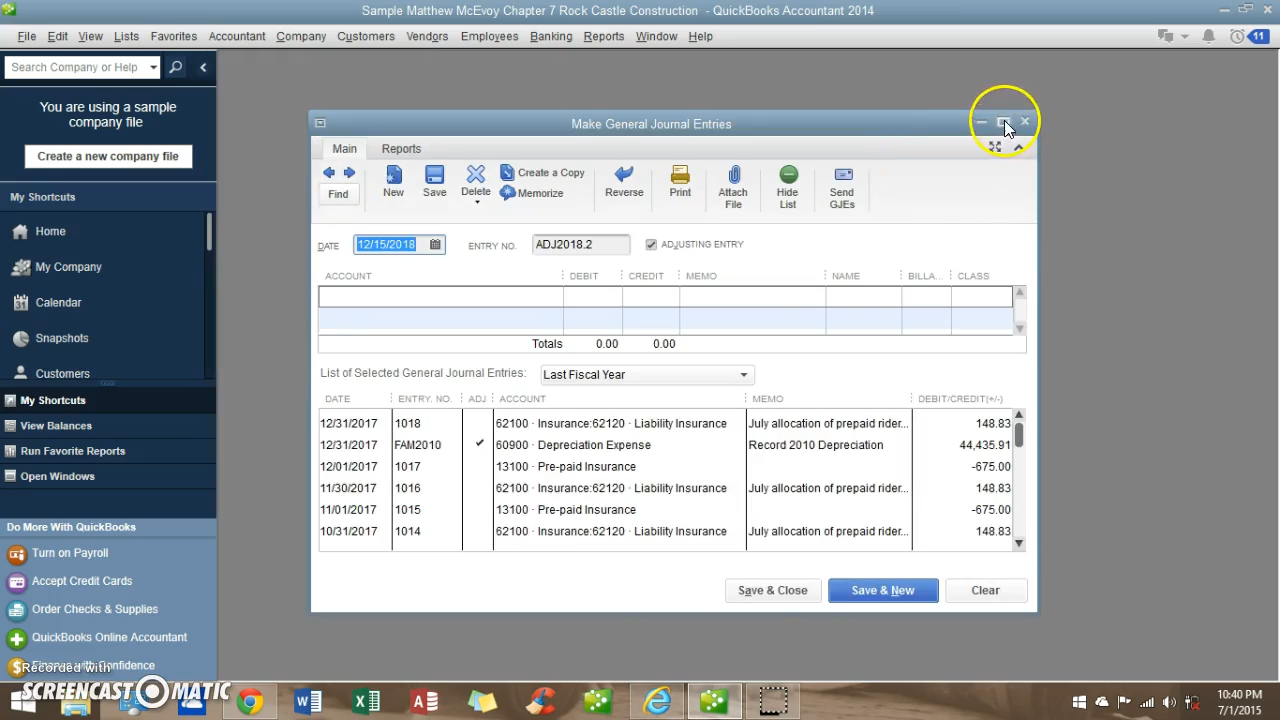 Sample Matthew McEvoy Chapter 7 Rock Castle Construction - QuickBooks Accountant 2014
File Edit View Lists Favorites Accountant Company Customers Vendors Employees Banking Reports Window Help
11
Search Company or Help
You are using a sample
company file
Create a new company file
My Shortcuts
Home
My Company
Calendar
Snapshots
Customers
My Shortcuts
View Balances
Run Favorite Reports
Open Windows
Do More With QuickBooks
Turn on Payroll
Accept Credit Cards
Order Checks & Supplies
QuickBooks Online Accountant
Finance with Confidence
Recorded with
SCREENCAST-O-MATIC
Make General Journal Entries
Main Reports
Find
New
Save
Delete
Create a Copy
Memorize
Reverse
Print
Attach
File
Hide
List
Send
GJEs
DATE 12/15/2018 ENTRY NO. ADJ2018.2 ADJUSTING ENTRY
ACCOUNT DEBIT CREDIT MEMO NAME BILLA... CLASS
Totals 0.00 0.00
List of Selected General Journal Entries: Last Fiscal Year
DATE ENTRY. NO. ADJ ACCOUNT MEMO DEBIT/CREDIT(+/-)
12/31/2017 1018 62100 · Insurance:62120 · Liability Insurance July allocation of prepaid rider... 148.83
12/31/2017 FAM2010 ✔ 60900 · Depreciation Expense Record 2010 Depreciation 44,435.91
12/01/2017 1017 13100 · Pre-paid Insurance -675.00
11/30/2017 1016 62100 · Insurance:62120 · Liability Insurance July allocation of prepaid rider... 148.83
11/01/2017 1015 13100 · Pre-paid Insurance -675.00
10/31/2017 1014 62100 · Insurance:62120 · Liability Insurance July allocation of prepaid rider... 148.83
Save & Close Save & New Clear
10:40 PM
7/1/2015